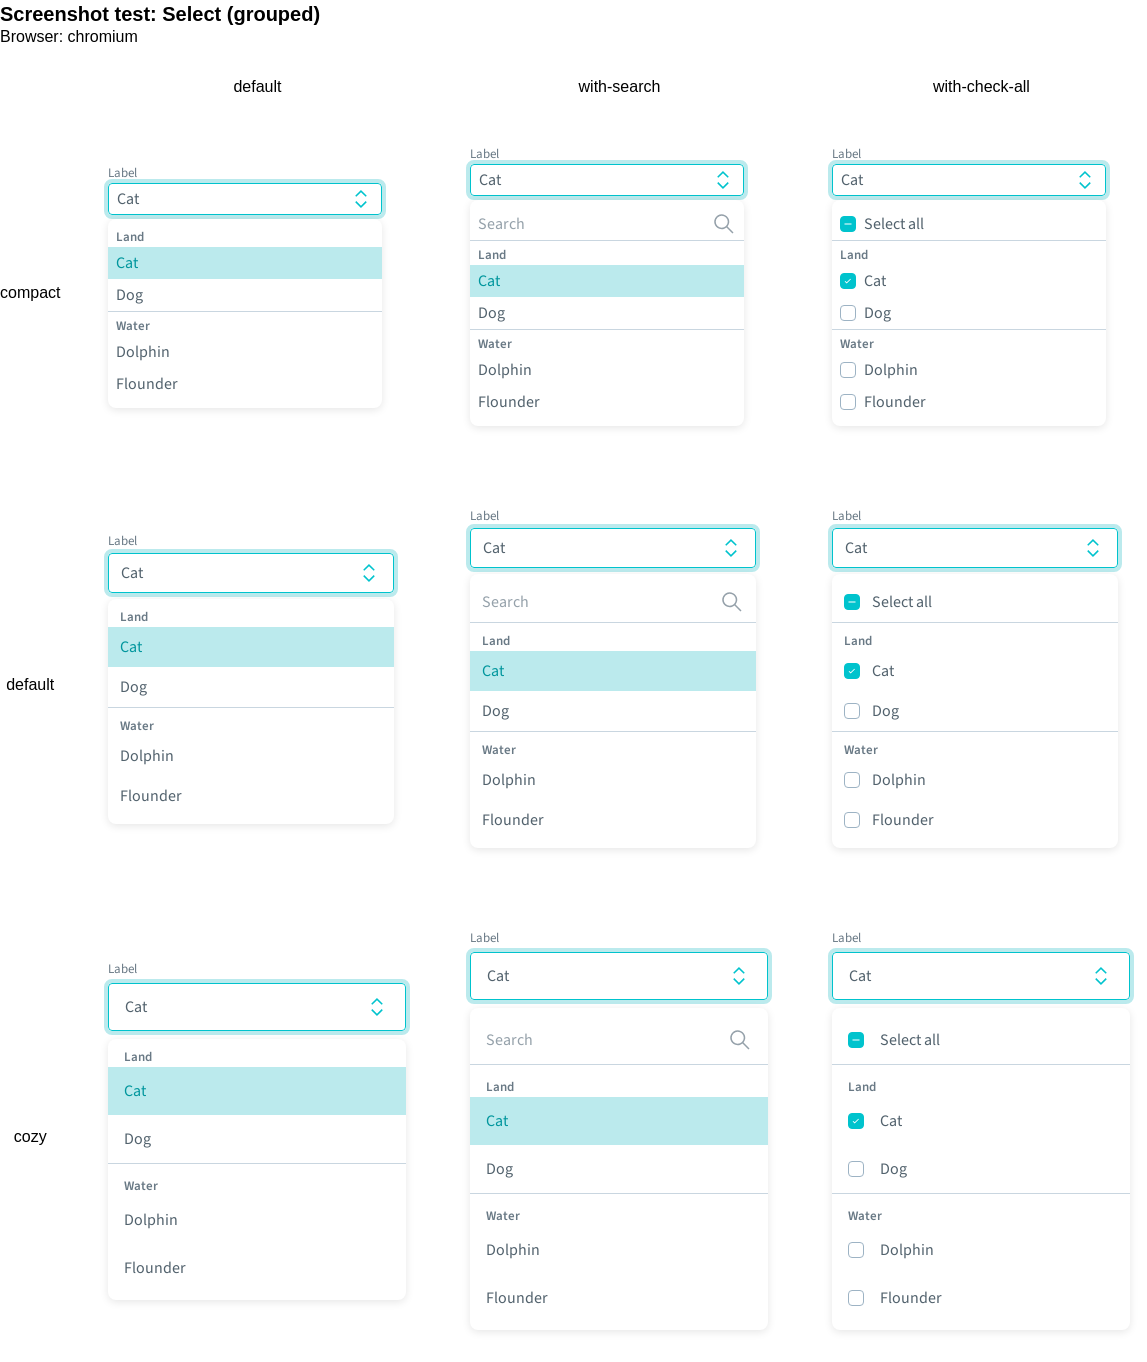 Screenshot test: Select (grouped)
Browser: chromium
default
with-search
with-check-all
compact
Label
Cat
Land
Cat
Dog
Water
Dolphin
Flounder
Label
Cat
Search
Land
Cat
Dog
Water
Dolphin
Flounder
Label
Cat
Select all
Land
Cat
Dog
Water
Dolphin
Flounder
default
Label
Cat
Land
Cat
Dog
Water
Dolphin
Flounder
Label
Cat
Search
Land
Cat
Dog
Water
Dolphin
Flounder
Label
Cat
Select all
Land
Cat
Dog
Water
Dolphin
Flounder
cozy
Label
Cat
Land
Cat
Dog
Water
Dolphin
Flounder
Label
Cat
Search
Land
Cat
Dog
Water
Dolphin
Flounder
Label
Cat
Select all
Land
Cat
Dog
Water
Dolphin
Flounder